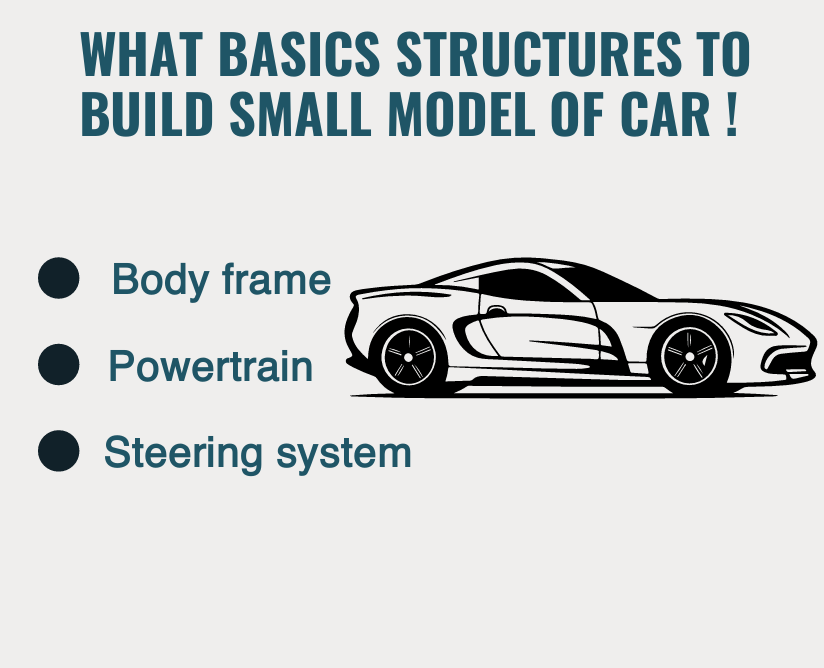 WHAT BASICS STRUCTURES TO
BUILD SMALL MODEL OF CAR !
Body frame
Powertrain
Steering system